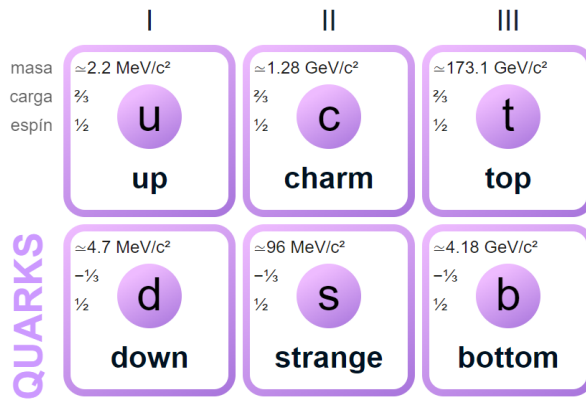 I II III
masa
carga
espín
≃2.2 MeV/c²
⅔
½
u
up
≃1.28 GeV/c²
⅔
½
c
charm
≃173.1 GeV/c²
⅔
½
t
top
QUARKS
≃4.7 MeV/c²
−⅓
½
d
down
≃96 MeV/c²
−⅓
½
s
strange
≃4.18 GeV/c²
−⅓
½
b
bottom